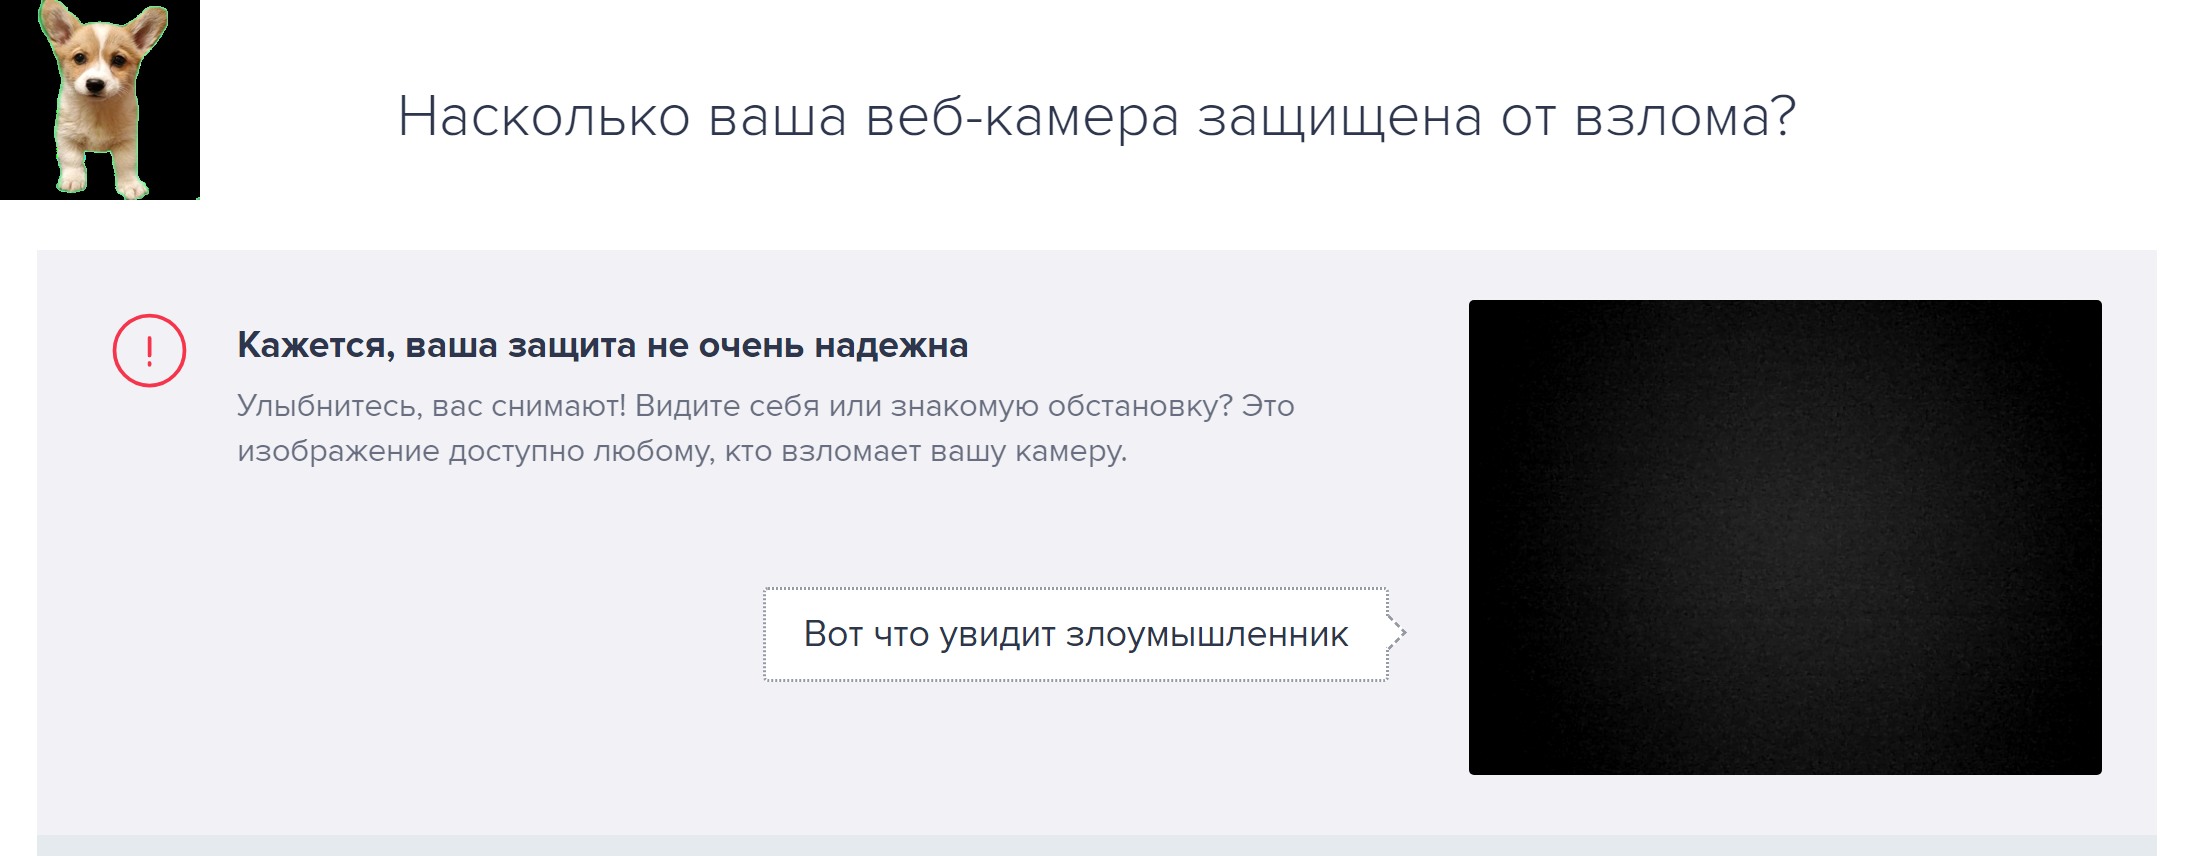 Насколько ваша веб-камера защищена от взлома?
Кажется, ваша защита не очень надежна
Улыбнитесь, вас снимают! Видите себя или знакомую обстановку? Это
изображение доступно любому, кто взломает вашу камеру.
Вот что увидит злоумышленник